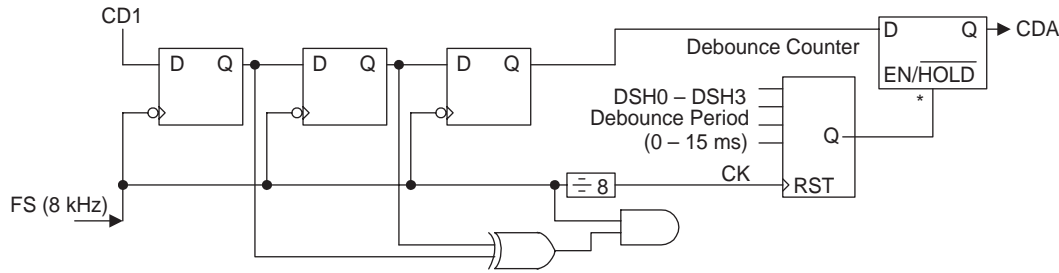 CD1
D Q
D Q
D Q
Debounce Counter
D Q
EN/HOLD
*
CDA
DSH0 – DSH3
Debounce Period
(0 – 15 ms)
Q
CK
RST
÷ 8
FS (8 kHz)